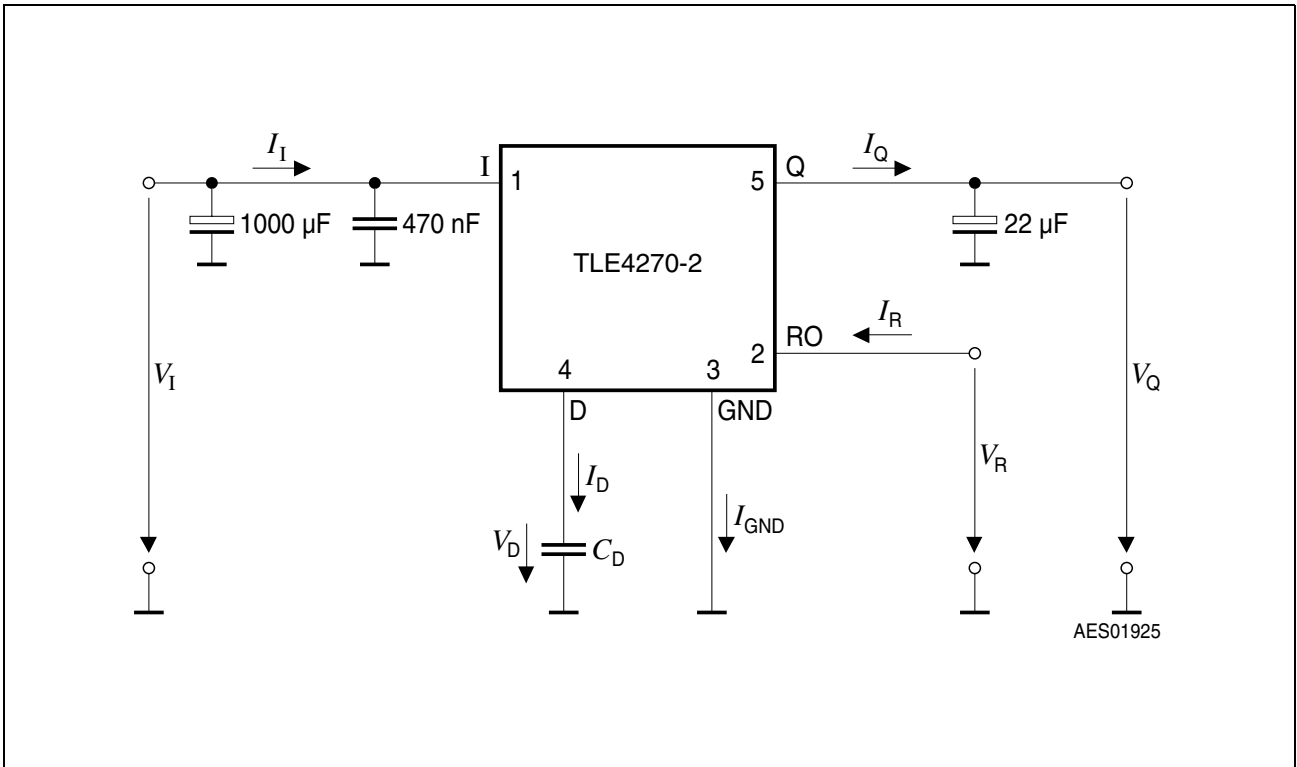 I_I
I
1
1000 µF
470 nF
TLE4270-2
5
Q
I_Q
22 µF
2
RO
I_R
4
D
3
GND
V_I
V_R
V_Q
I_D
V_D
C_D
I_GND
AES01925